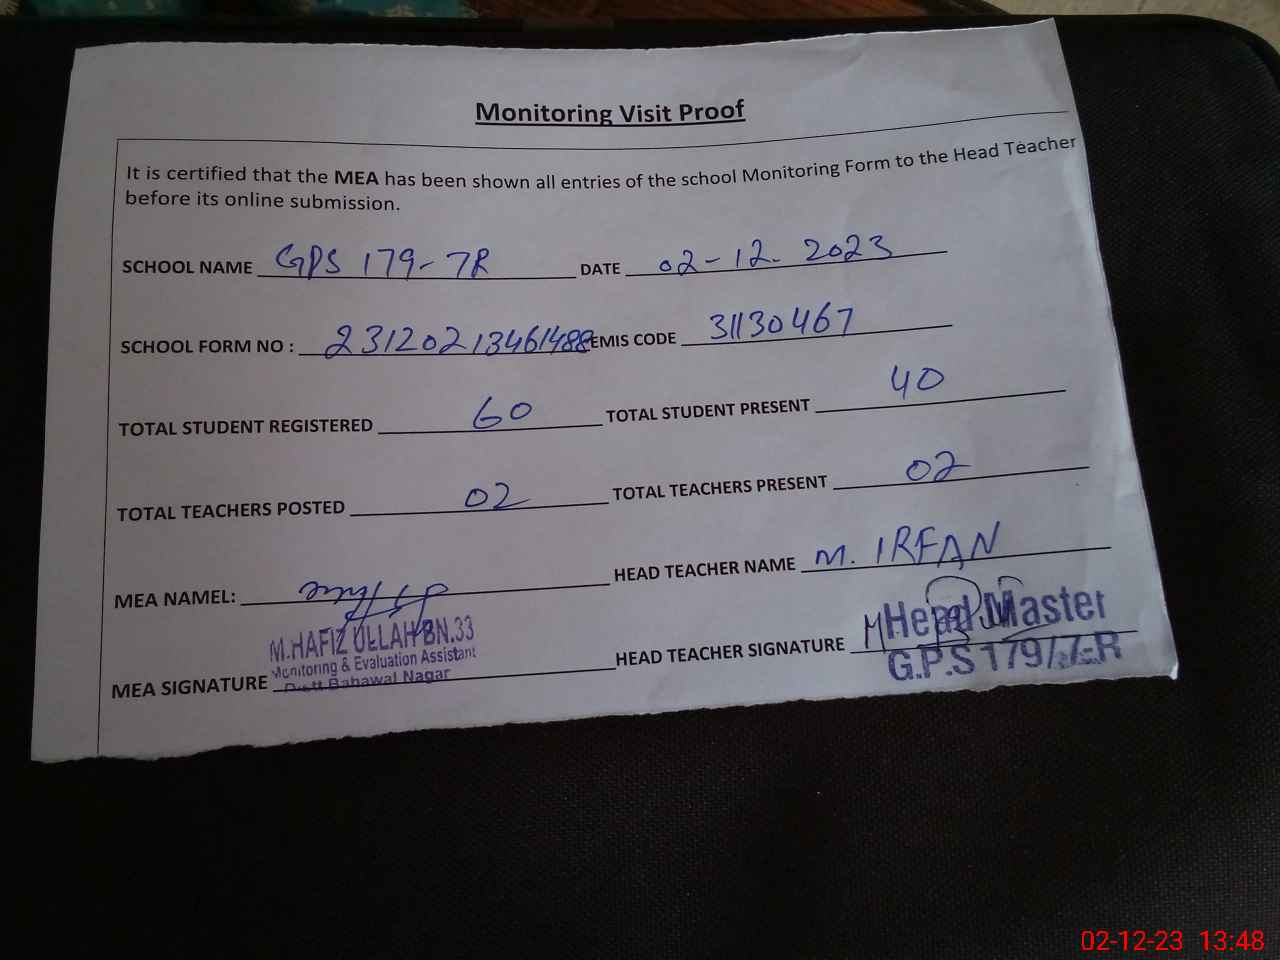 Monitoring Visit Proof
It is certified that the MEA has been shown all entries of the school Monitoring Form to the Head Teacher
before its online submission.
SCHOOL NAME GPS 179-7R DATE 02-12-2023
SCHOOL FORM NO : 23120213461488 EMIS CODE 31130467
TOTAL STUDENT REGISTERED 60 TOTAL STUDENT PRESENT 40
TOTAL TEACHERS POSTED 02 TOTAL TEACHERS PRESENT 02
MEA NAMEL: HEAD TEACHER NAME M. IRFAN
M.HAFIZ ULLAH BN.33
Monitoring & Evaluation Assistant
Distt Bahawal Nagar
MEA SIGNATURE HEAD TEACHER SIGNATURE
Head Master
G.P.S 179/7-R
02-12-23 13:48